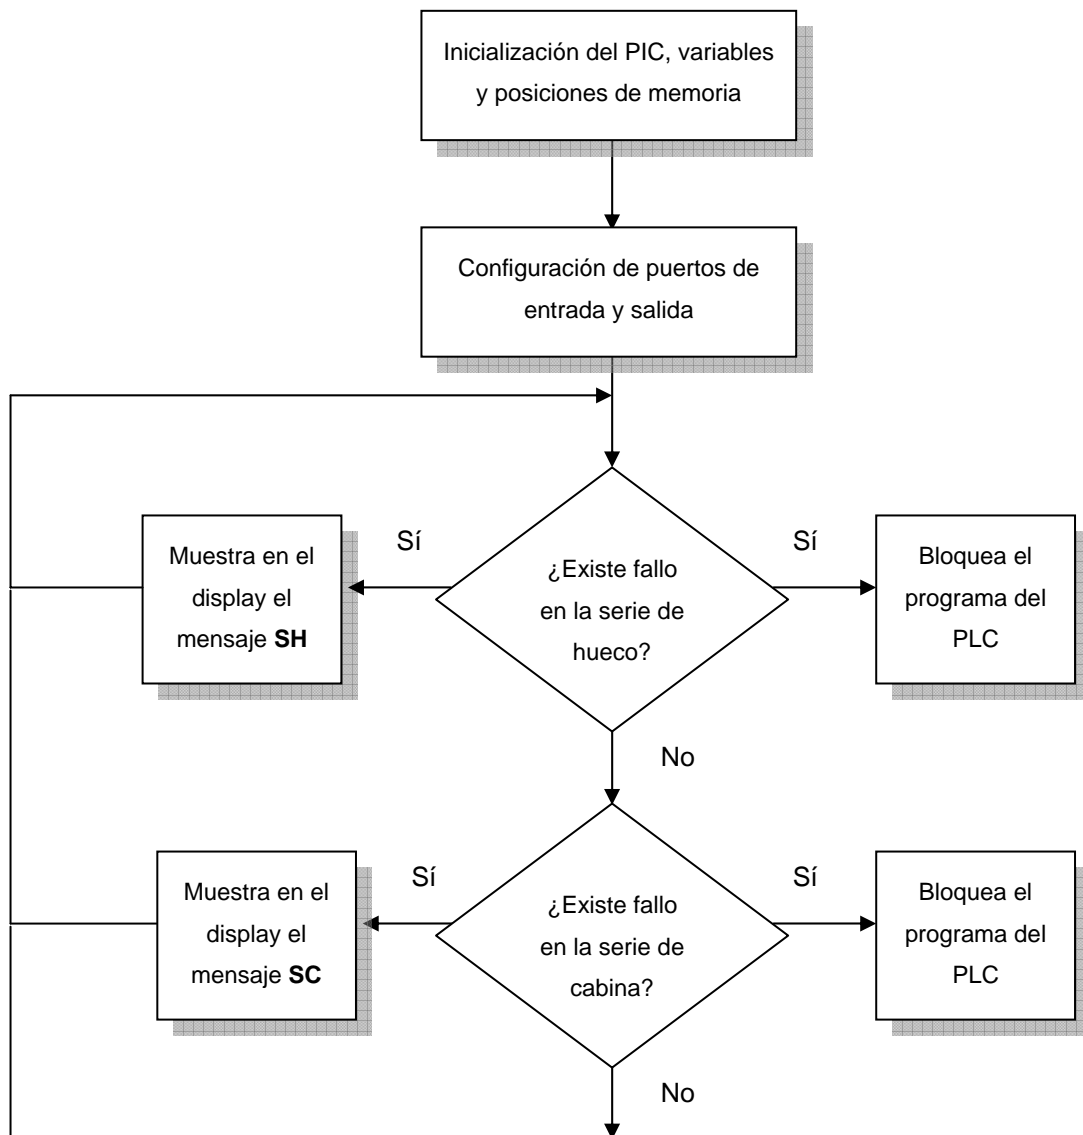 Inicialización del PIC, variables
y posiciones de memoria
Configuración de puertos de
entrada y salida
Muestra en el
display el
mensaje SH
Sí
¿Existe fallo
en la serie de
hueco?
Sí
Bloquea el
programa del
PLC
No
Muestra en el
display el
mensaje SC
Sí
¿Existe fallo
en la serie de
cabina?
Sí
Bloquea el
programa del
PLC
No